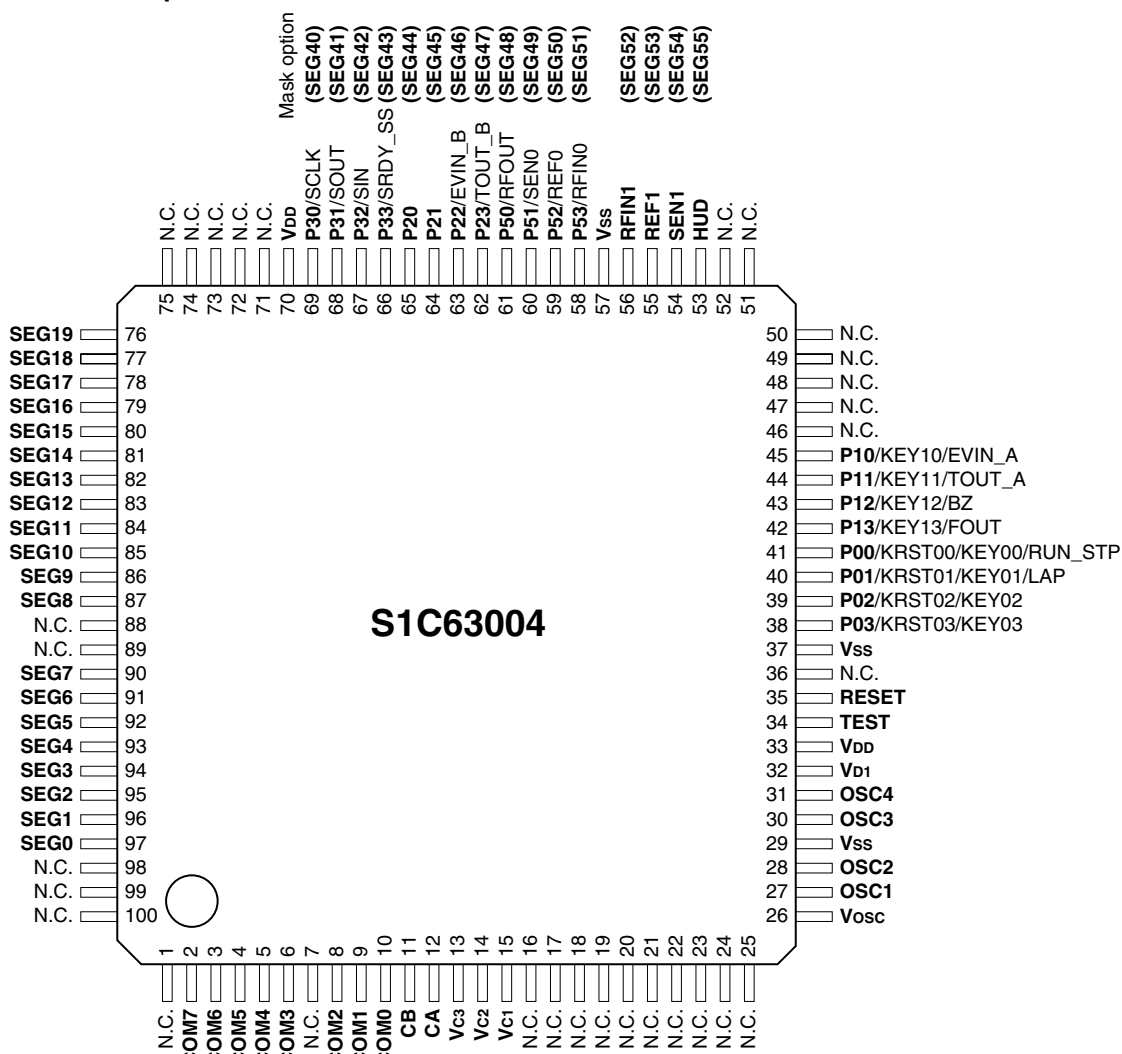 Mask option
(SEG40)
(SEG41)
(SEG42)
(SEG43)
(SEG44)
(SEG45)
(SEG46)
(SEG47)
(SEG48)
(SEG49)
(SEG50)
(SEG51)
(SEG52)
(SEG53)
(SEG54)
(SEG55)
N.C.
N.C.
N.C.
N.C.
N.C.
VDD
P30/SCLK
P31/SOUT
P32/SIN
P33/SRDY_SS
P20
P21
P22/EVIN_B
P23/TOUT_B
P50/RFOUT
P51/SEN0
P52/REF0
P53/RFIN0
VSS
RFIN1
REF1
SEN1
HUD
N.C.
N.C.
75 74 73 72 71 70 69 68 67 66 65 64 63 62 61 60 59 58 57 56 55 54 53 52 51
SEG19 76
SEG18 77
SEG17 78
SEG16 79
SEG15 80
SEG14 81
SEG13 82
SEG12 83
SEG11 84
SEG10 85
SEG9 86
SEG8 87
N.C. 88
N.C. 89
SEG7 90
SEG6 91
SEG5 92
SEG4 93
SEG3 94
SEG2 95
SEG1 96
SEG0 97
N.C. 98
N.C. 99
N.C. 100
S1C63004
50 N.C.
49 N.C.
48 N.C.
47 N.C.
46 N.C.
45 P10/KEY10/EVIN_A
44 P11/KEY11/TOUT_A
43 P12/KEY12/BZ
42 P13/KEY13/FOUT
41 P00/KRST00/KEY00/RUN_STP
40 P01/KRST01/KEY01/LAP
39 P02/KRST02/KEY02
38 P03/KRST03/KEY03
37 VSS
36 N.C.
35 RESET
34 TEST
33 VDD
32 VD1
31 OSC4
30 OSC3
29 VSS
28 OSC2
27 OSC1
26 VOSC
1 2 3 4 5 6 7 8 9 10 11 12 13 14 15 16 17 18 19 20 21 22 23 24 25
N.C.
COM7
COM6
COM5
COM4
COM3
N.C.
COM2
COM1
COM0
CB
CA
VC3
VC2
VC1
N.C.
N.C.
N.C.
N.C.
N.C.
N.C.
N.C.
N.C.
N.C.
N.C.